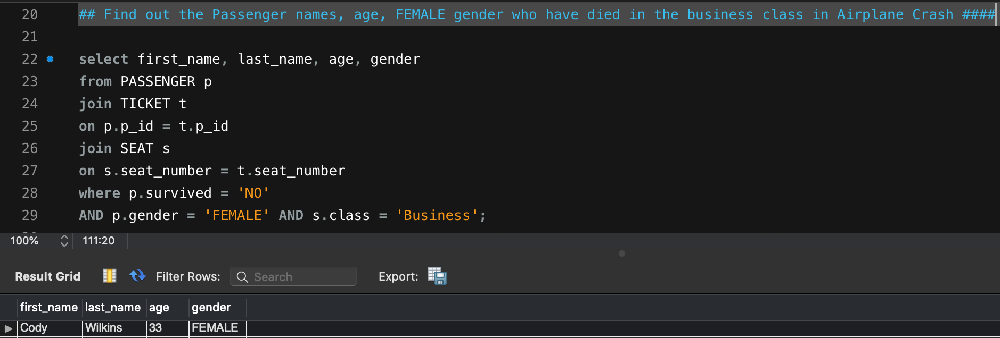 20 ## Find out the Passenger names, age, FEMALE gender who have died in the business class in Airplane Crash ####
21
22 select first_name, last_name, age, gender
23 from PASSENGER p
24 join TICKET t
25 on p.p_id = t.p_id
26 join SEAT s
27 on s.seat_number = t.seat_number
28 where p.survived = 'NO'
29 AND p.gender = 'FEMALE' AND s.class = 'Business';
100% 111:20
Result Grid Filter Rows: Search Export:
first_name last_name age gender
Cody Wilkins 33 FEMALE